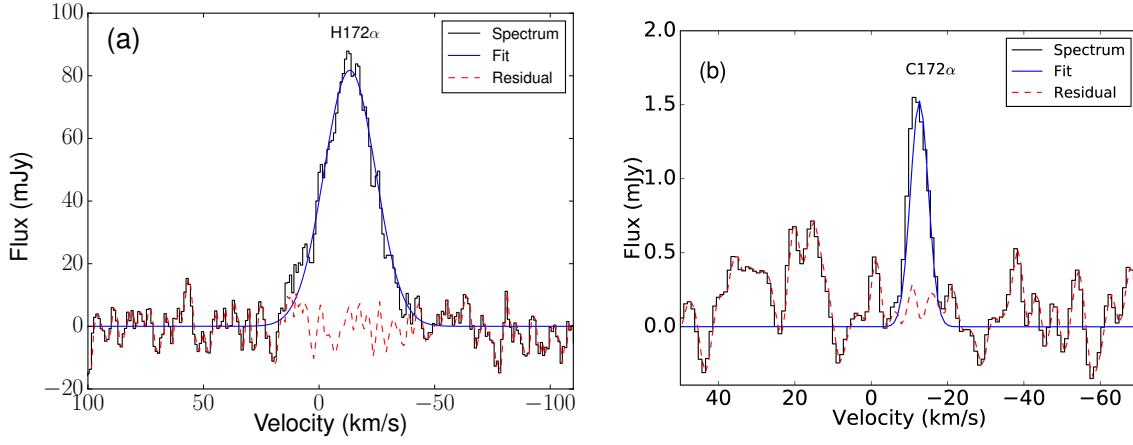 (a)
H172α
Spectrum
Fit
Residual
Flux (mJy)
100
80
60
40
20
0
−20
100
50
0
−50
−100
Velocity (km/s)
(b)
C172α
Spectrum
Fit
Residual
Flux (mJy)
2.0
1.5
1.0
0.5
0.0
40
20
0
−20
−40
−60
Velocity (km/s)